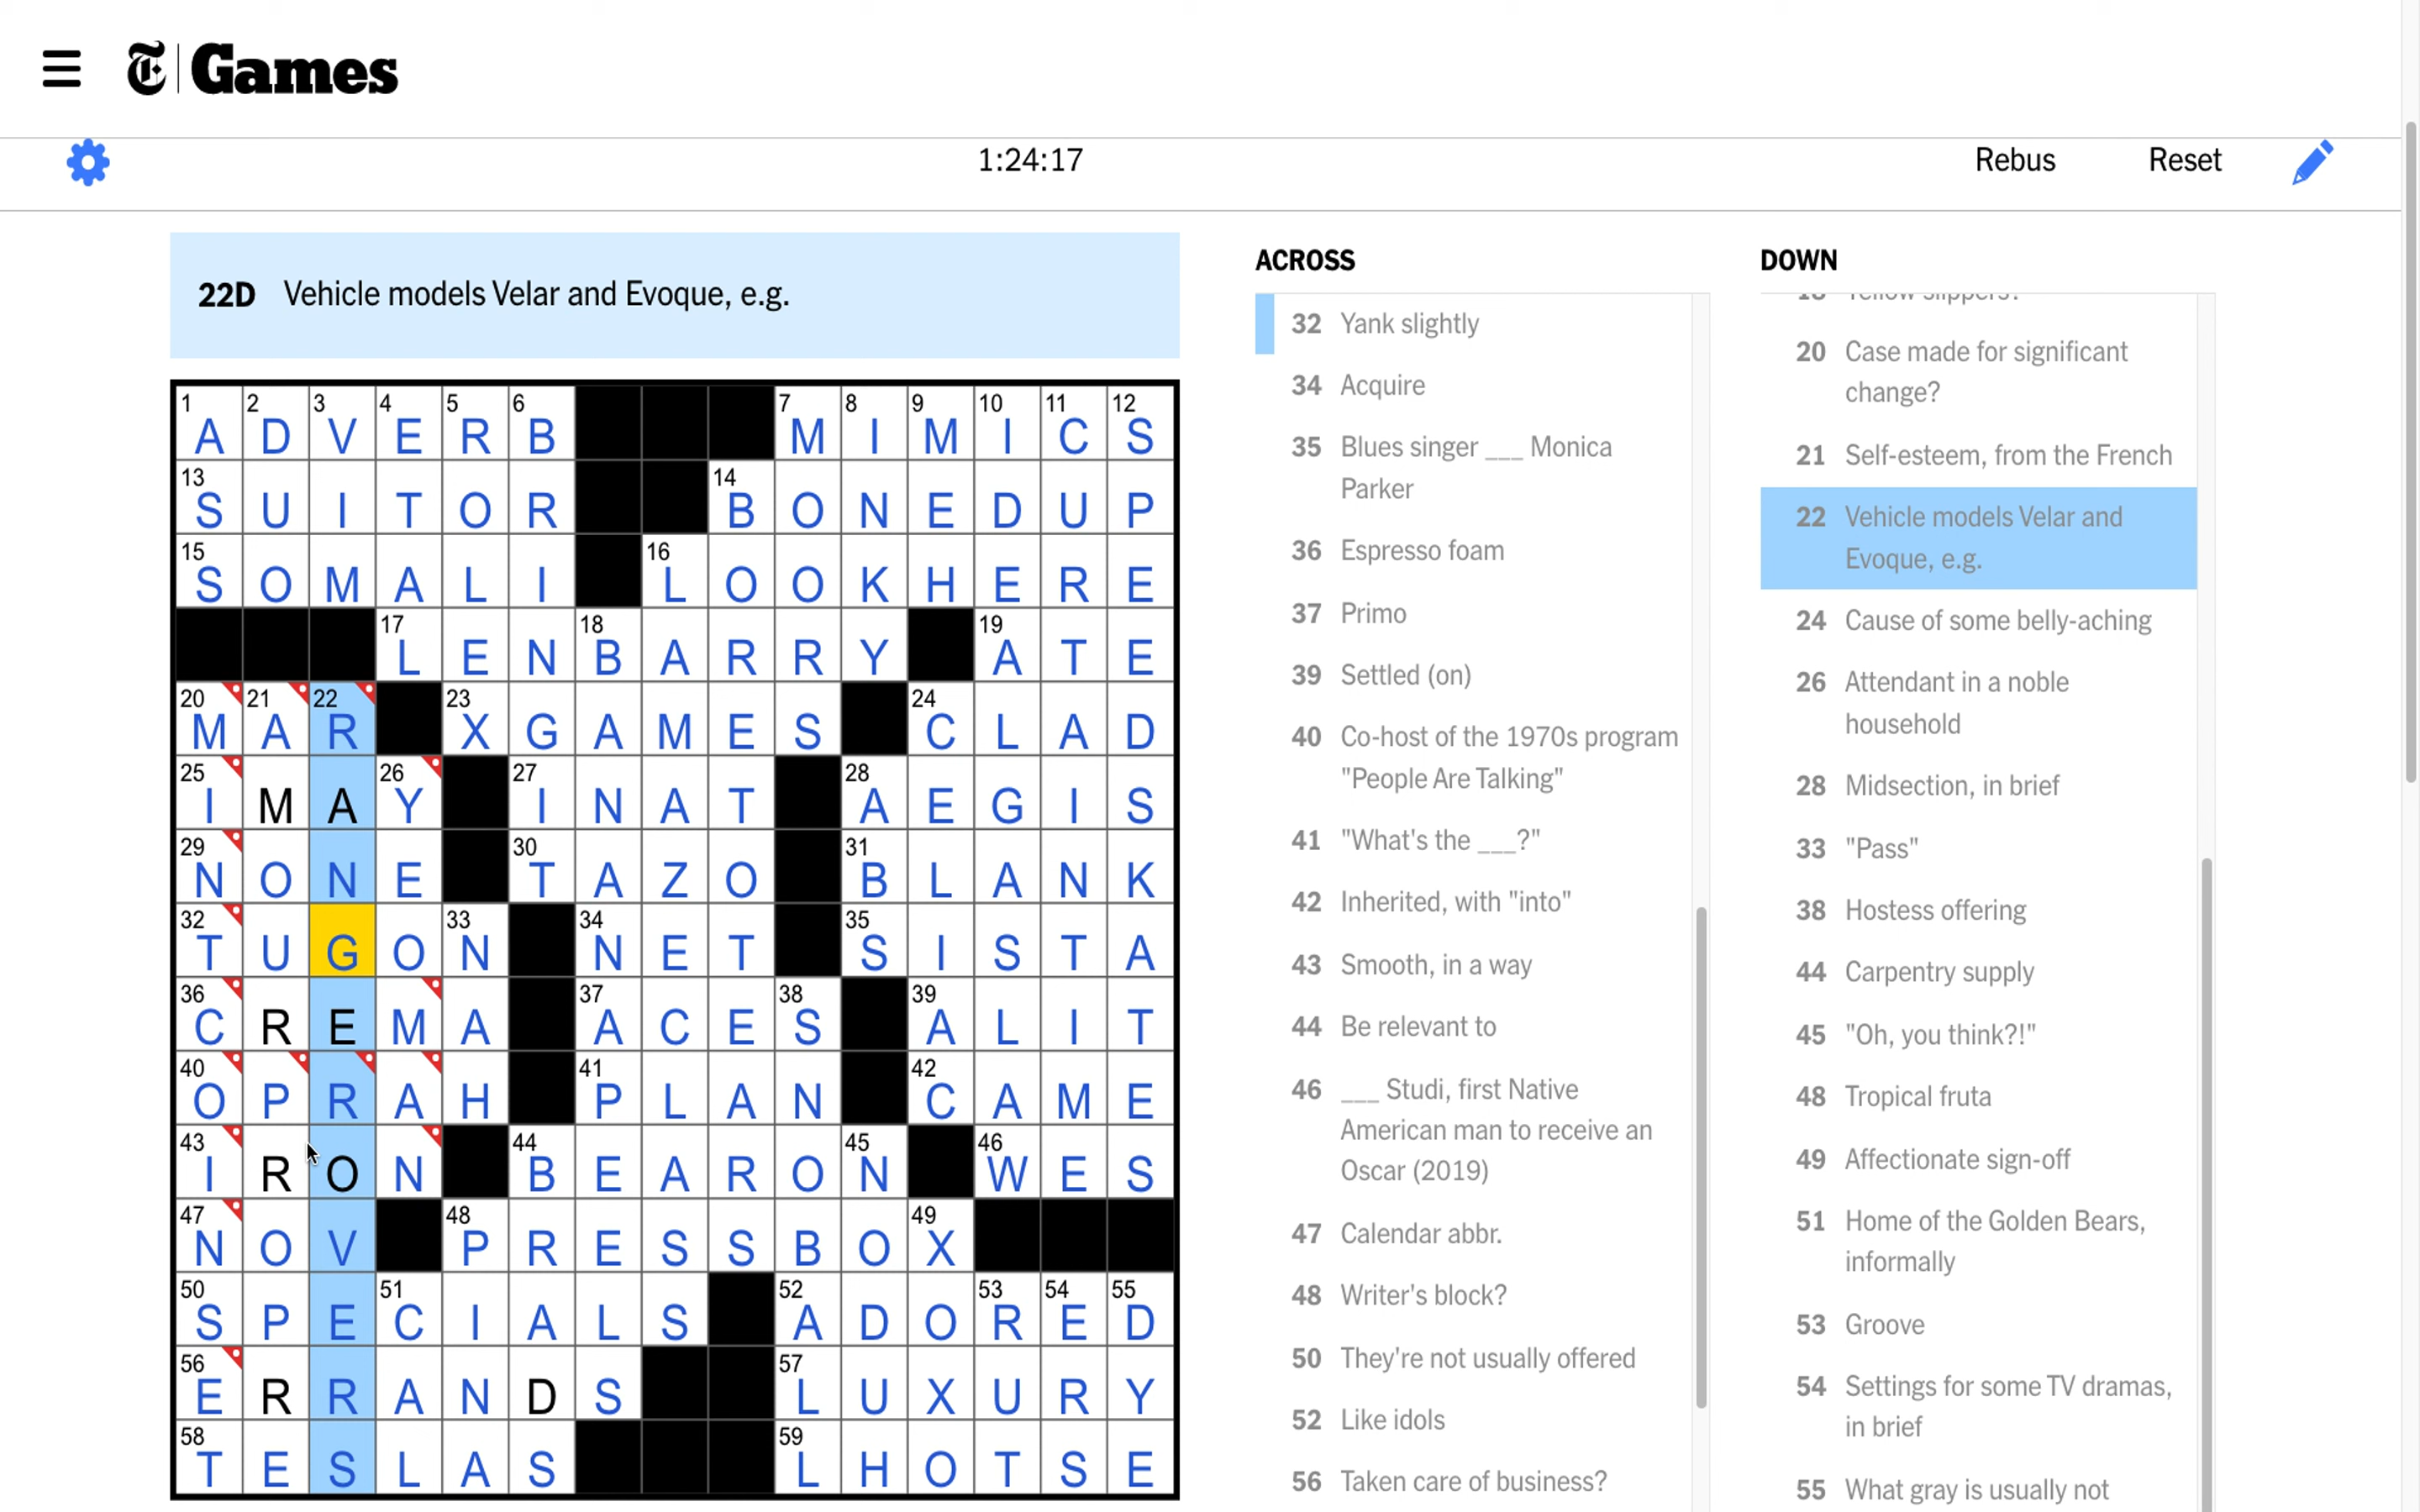 T Games
1:24:17
Rebus
Reset
22D Vehicle models Velar and Evoque, e.g.
1 2 3 4 5 6 7 8 9 10 11 12
A D V E R B M I M I C S
13 14
S U I T O R B O N E D U P
15 16
S O M A L I L O O K H E R E
17 18 19
L E N B A R R Y A T E
20 21 22 23 24
M A R X G A M E S C L A D
25 26 27 28
I M A Y I N A T A E G I S
29 30 31
N O N E T A Z O B L A N K
32 33 34 35
T U G O N N E T S I S T A
36 37 38 39
C R E M A A C E S A L I T
40 41 42
O P R A H P L A N C A M E
43 44 45 46
I R O N B E A R O N W E S
47 48 49
N O V P R E S S B O X
50 51 52 53 54 55
S P E C I A L S A D O R E D
56 57
E R R A N D S L U X U R Y
58 59
T E S L A S L H O T S E
ACROSS
32 Yank slightly
34 Acquire
35 Blues singer ___ Monica
Parker
36 Espresso foam
37 Primo
39 Settled (on)
40 Co-host of the 1970s program
"People Are Talking"
41 "What's the ___?"
42 Inherited, with "into"
43 Smooth, in a way
44 Be relevant to
46 ___ Studi, first Native
American man to receive an
Oscar (2019)
47 Calendar abbr.
48 Writer's block?
50 They're not usually offered
52 Like idols
56 Taken care of business?
DOWN
18 Yellow slippers?
20 Case made for significant
change?
21 Self-esteem, from the French
22 Vehicle models Velar and
Evoque, e.g.
24 Cause of some belly-aching
26 Attendant in a noble
household
28 Midsection, in brief
33 "Pass"
38 Hostess offering
44 Carpentry supply
45 "Oh, you think?!"
48 Tropical fruta
49 Affectionate sign-off
51 Home of the Golden Bears,
informally
53 Groove
54 Settings for some TV dramas,
in brief
55 What gray is usually not